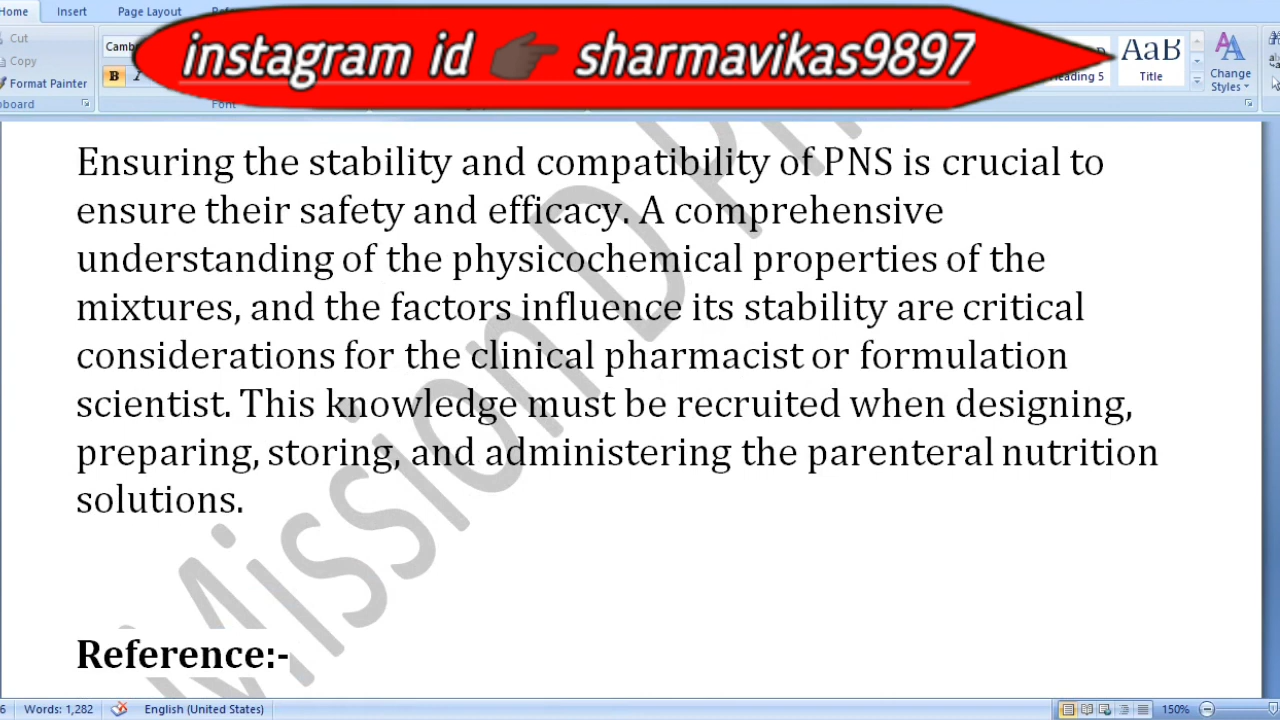 Home Insert Page Layout
Cut
Copy
Format Painter
B
Font
instagram id 👉🏿 sharmavikas9897
AaB
Heading 5 Title
Change
Styles
Ensuring the stability and compatibility of PNS is crucial to
ensure their safety and efficacy. A comprehensive
understanding of the physicochemical properties of the
mixtures, and the factors influence its stability are critical
considerations for the clinical pharmacist or formulation
scientist. This knowledge must be recruited when designing,
preparing, storing, and administering the parenteral nutrition
solutions.
Mission D
Reference:-
Words: 1,282 English (United States) 150%